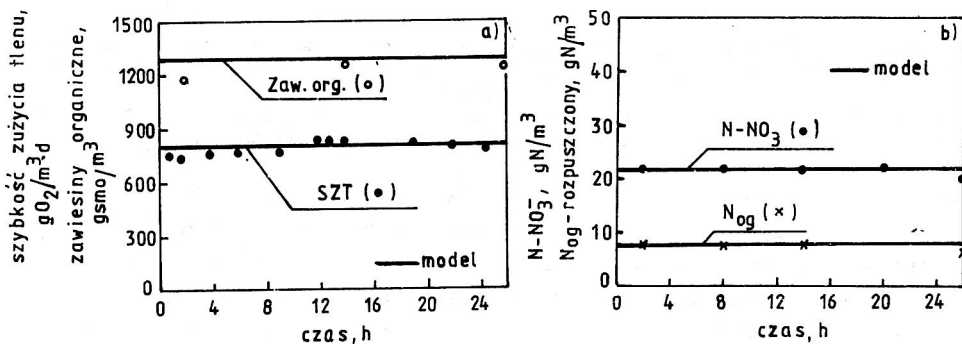 szybkość zużycia tlenu,
gO₂/m³·d
zawiesiny organiczne,
gsmo/m³
1500
1200
900
600
300
0
a)
Zaw. org. (o)
SZT (•)
model
0 4 8 12 16 20 24
czas, h
N-NO₃⁻, gN/m³
Nog-rozpuszczony, gN/m³
50
40
30
20
10
0
b)
model
N-NO₃ (•)
Nog (×)
0 4 8 12 16 20 24
czas, h